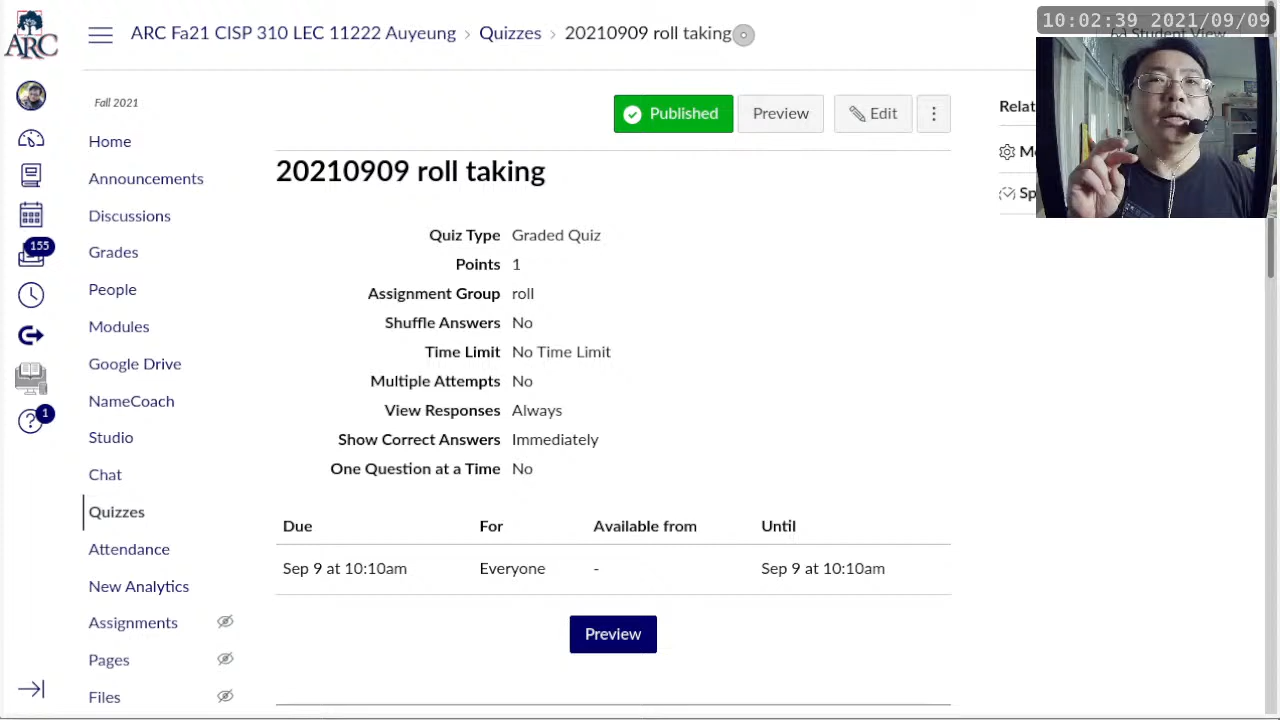 10:02:39 2021/09/09
ARC
ARC Fa21 CISP 310 LEC 11222 Auyeung › Quizzes › 20210909 roll taking
Student View
Fall 2021
Published
Preview
Edit
Relat
Home
20210909 roll taking
Announcements
Sp
Discussions
Quiz Type Graded Quiz
155
Grades
Points 1
People
Assignment Group roll
Modules
Shuffle Answers No
Google Drive
Time Limit No Time Limit
NameCoach
Multiple Attempts No
1
View Responses Always
Studio
Show Correct Answers Immediately
Chat
One Question at a Time No
Quizzes
Due For Available from Until
Attendance
Sep 9 at 10:10am Everyone - Sep 9 at 10:10am
New Analytics
Assignments
Preview
Pages
Files